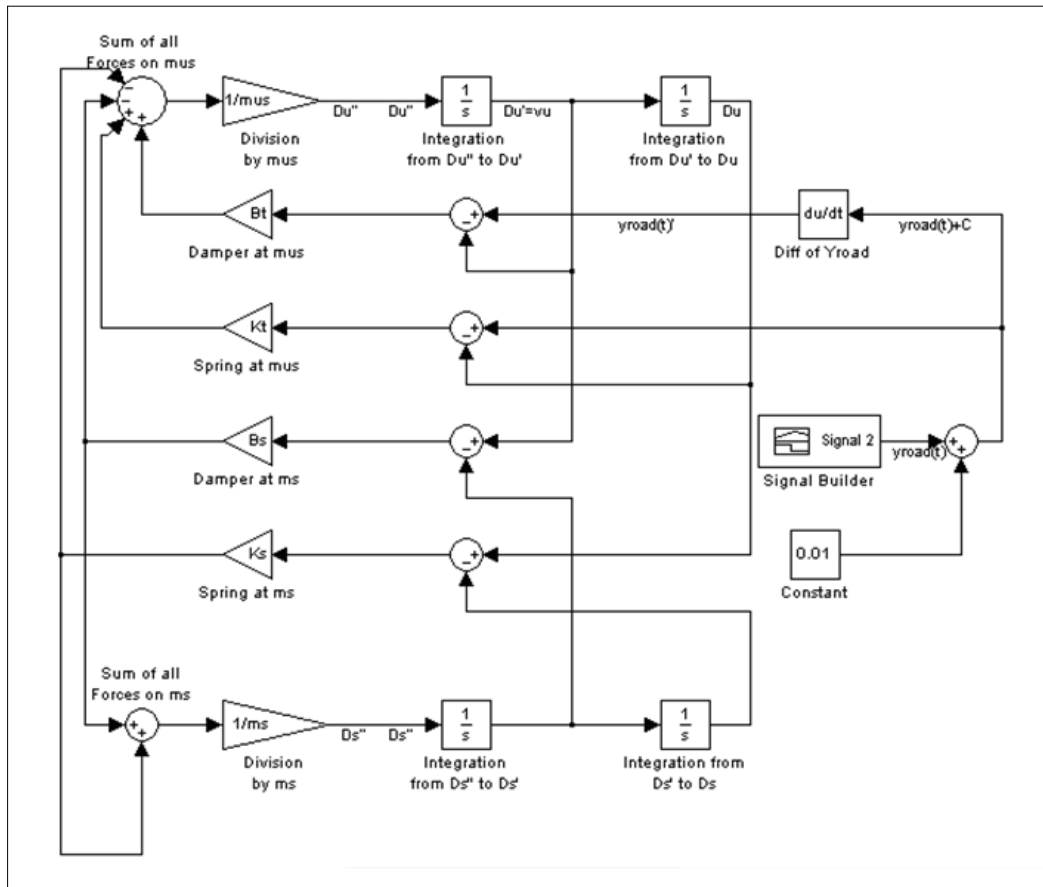 Sum of all
Forces on mus
-
-
+
+
1/mus
Du''
Du''
1
s
Du'=vu
1
s
Du
Division
by mus
Integration
from Du'' to Du'
Integration
from Du' to Du
Bt
-
+
yroad(t)'
du/dt
yroad(t)+C
Damper at mus
Diff of Yroad
Kt
-
+
Spring at mus
Bs
-
+
Signal 2
yroad(t)
+
+
Damper at ms
Signal Builder
Ks
-
+
0.01
Spring at ms
Constant
Sum of all
Forces on ms
+
+
1/ms
Ds''
Ds''
1
s
1
s
Division
by ms
Integration
from Ds'' to Ds'
Integration from
Ds' to Ds